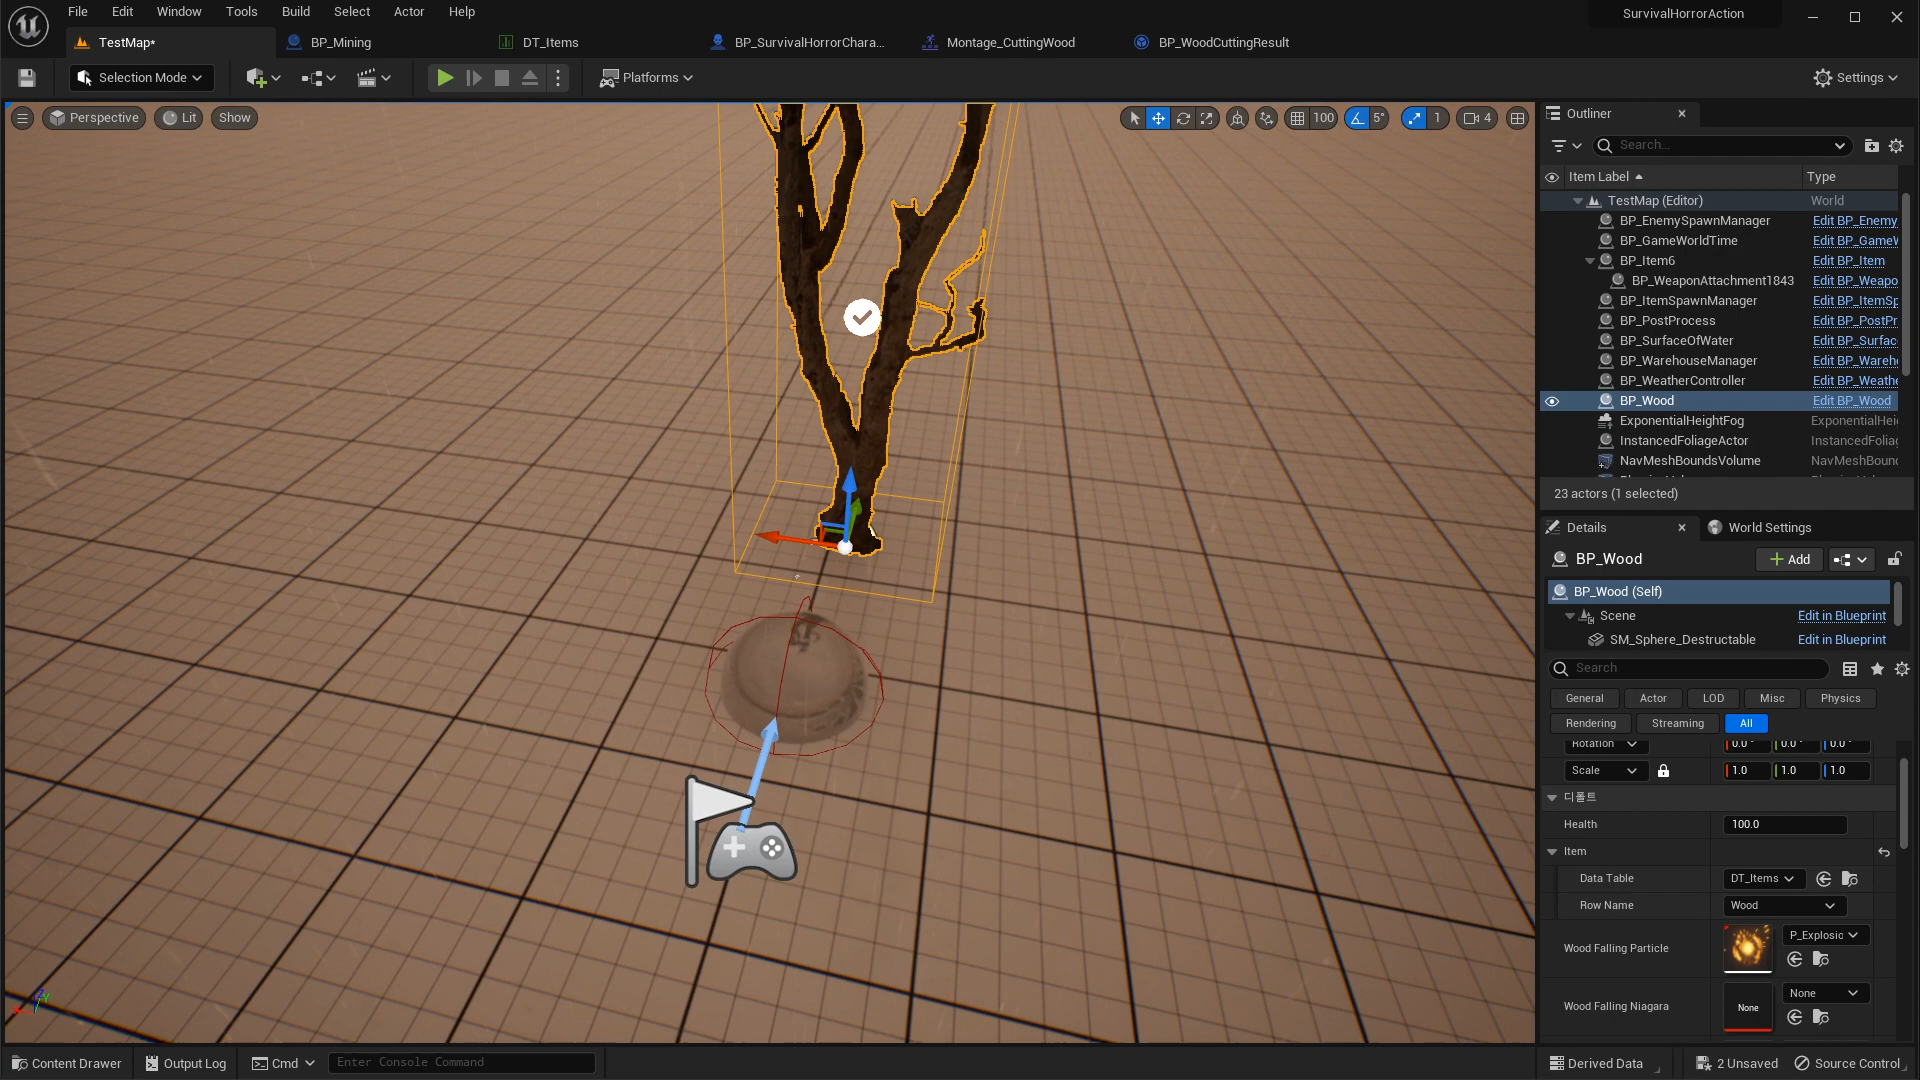 File Edit Window Tools Build Select Actor Help
SurvivalHorrorAction
TestMap* BP_Mining DT_Items BP_SurvivalHorrorChara... Montage_CuttingWood BP_WoodCuttingResult
Selection Mode Platforms Settings
Perspective Lit Show 100 5° 1 4
Outliner
Search...
Item Label Type
TestMap (Editor) World
BP_EnemySpawnManager Edit BP_Enemy
BP_GameWorldTime Edit BP_GameW
BP_Item6 Edit BP_Item
BP_WeaponAttachment1843 Edit BP_Weapo
BP_ItemSpawnManager Edit BP_ItemSp
BP_PostProcess Edit BP_PostPr
BP_SurfaceOfWater Edit BP_Surfac
BP_WarehouseManager Edit BP_Wareh
BP_WeatherController Edit BP_Weathe
BP_Wood Edit BP_Wood
ExponentialHeightFog ExponentialHei
InstancedFoliageActor InstancedFoliag
NavMeshBoundsVolume NavMeshBound
23 actors (1 selected)
Details World Settings
BP_Wood Add
BP_Wood (Self)
Scene Edit in Blueprint
SM_Sphere_Destructable Edit in Blueprint
Search
General Actor LOD Misc Physics
Rendering Streaming All
Rotation 0.0° 0.0° 0.0°
Scale 1.0 1.0 1.0
디폴트
Health 100.0
Item
Data Table DT_Items
Row Name Wood
Wood Falling Particle P_Explosic
Wood Falling Niagara None None
Content Drawer Output Log Cmd Enter Console Command Derived Data 2 Unsaved Source Control